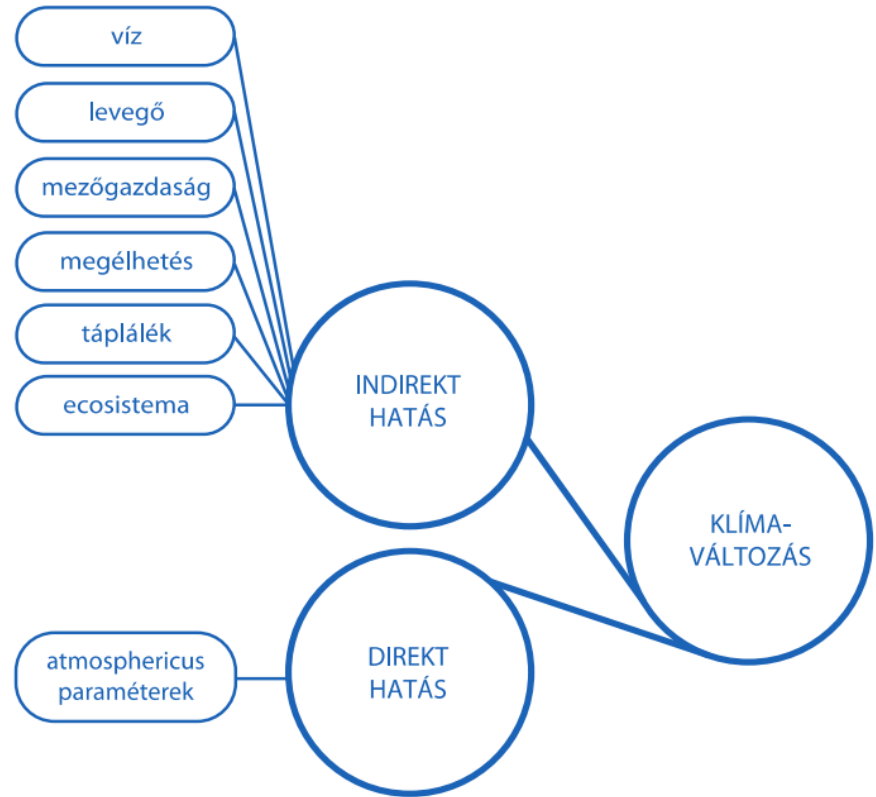 víz
levegő
mezőgazdaság
megélhetés
táplálék
ecosistema
INDIREKT
HATÁS
KLÍMA-
VÁLTOZÁS
DIREKT
HATÁS
atmosphericus
paraméterek